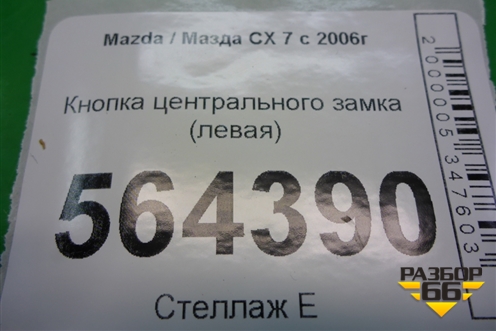 Mazda / Мазда CX 7 с 2006г
Кнопка центрального замка
(левая)
564390
Стеллаж Е
2000005347603
РАЗБОР
66